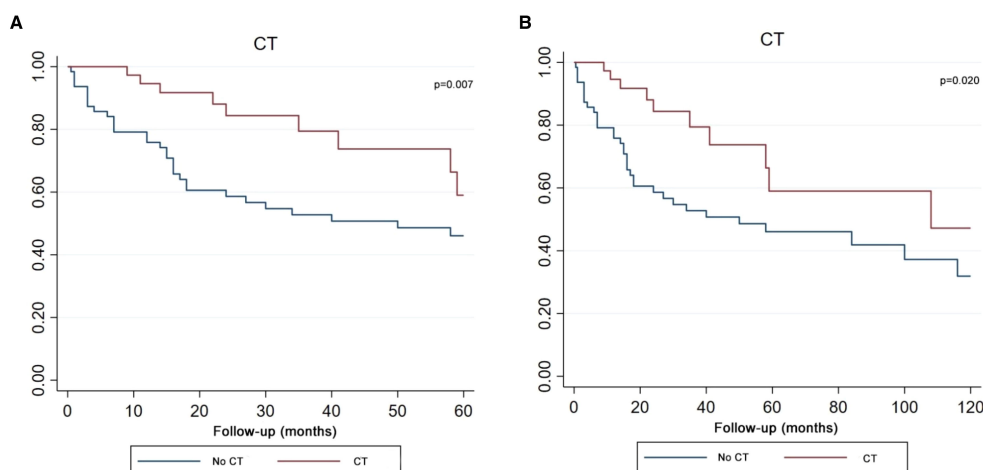 A
CT
p=0.007
1.00
0.80
0.60
0.40
0.20
0.00
0 10 20 30 40 50 60
Follow-up (months)
No CT CT
B
CT
p=0.020
1.00
0.80
0.60
0.40
0.20
0.00
0 20 40 60 80 100 120
Follow-up (months)
No CT CT